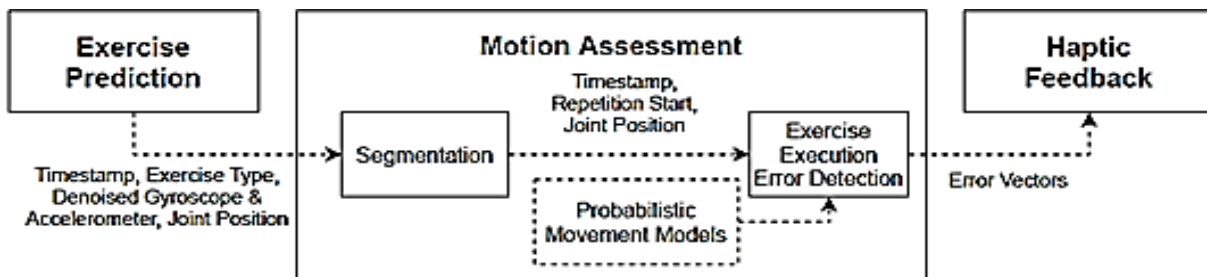 Exercise
Prediction
Timestamp, Exercise Type,
Denoised Gyroscope &
Accelerometer, Joint Position
Motion Assessment
Segmentation
Timestamp,
Repetition Start,
Joint Position
Probabilistic
Movement Models
Exercise
Execution
Error Detection
Haptic
Feedback
Error Vectors